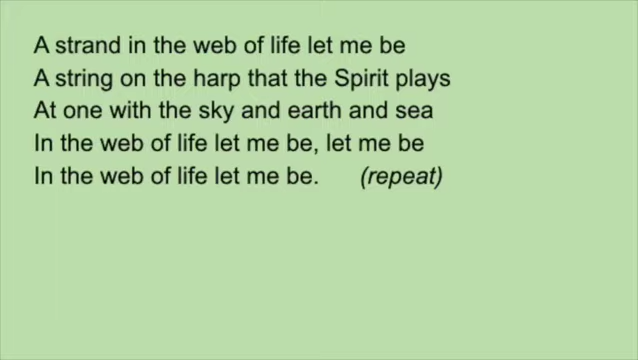 A strand in the web of life let me be
A string on the harp that the Spirit plays
At one with the sky and earth and sea
In the web of life let me be, let me be
In the web of life let me be. (repeat)